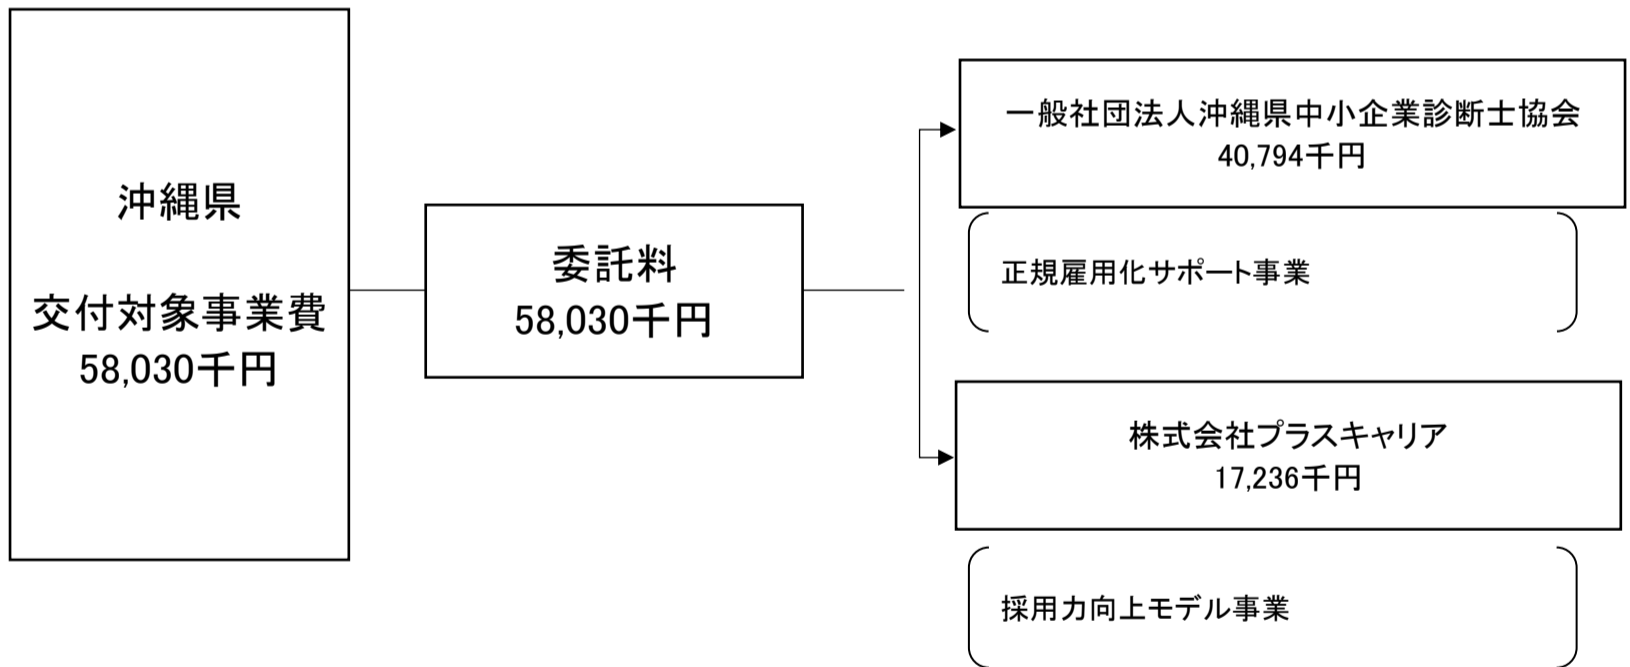 沖縄県
交付対象事業費
58,030千円
委託料
58,030千円
一般社団法人沖縄県中小企業診断士協会
40,794千円
正規雇用化サポート事業
株式会社プラスキャリア
17,236千円
採用力向上モデル事業